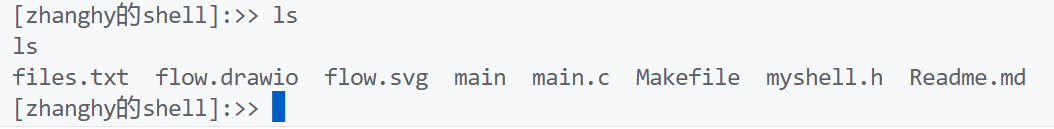 [zhanghy的shell]:>> ls
ls
files.txt  flow.drawio  flow.svg  main  main.c  Makefile  myshell.h  Readme.md
[zhanghy的shell]:>>